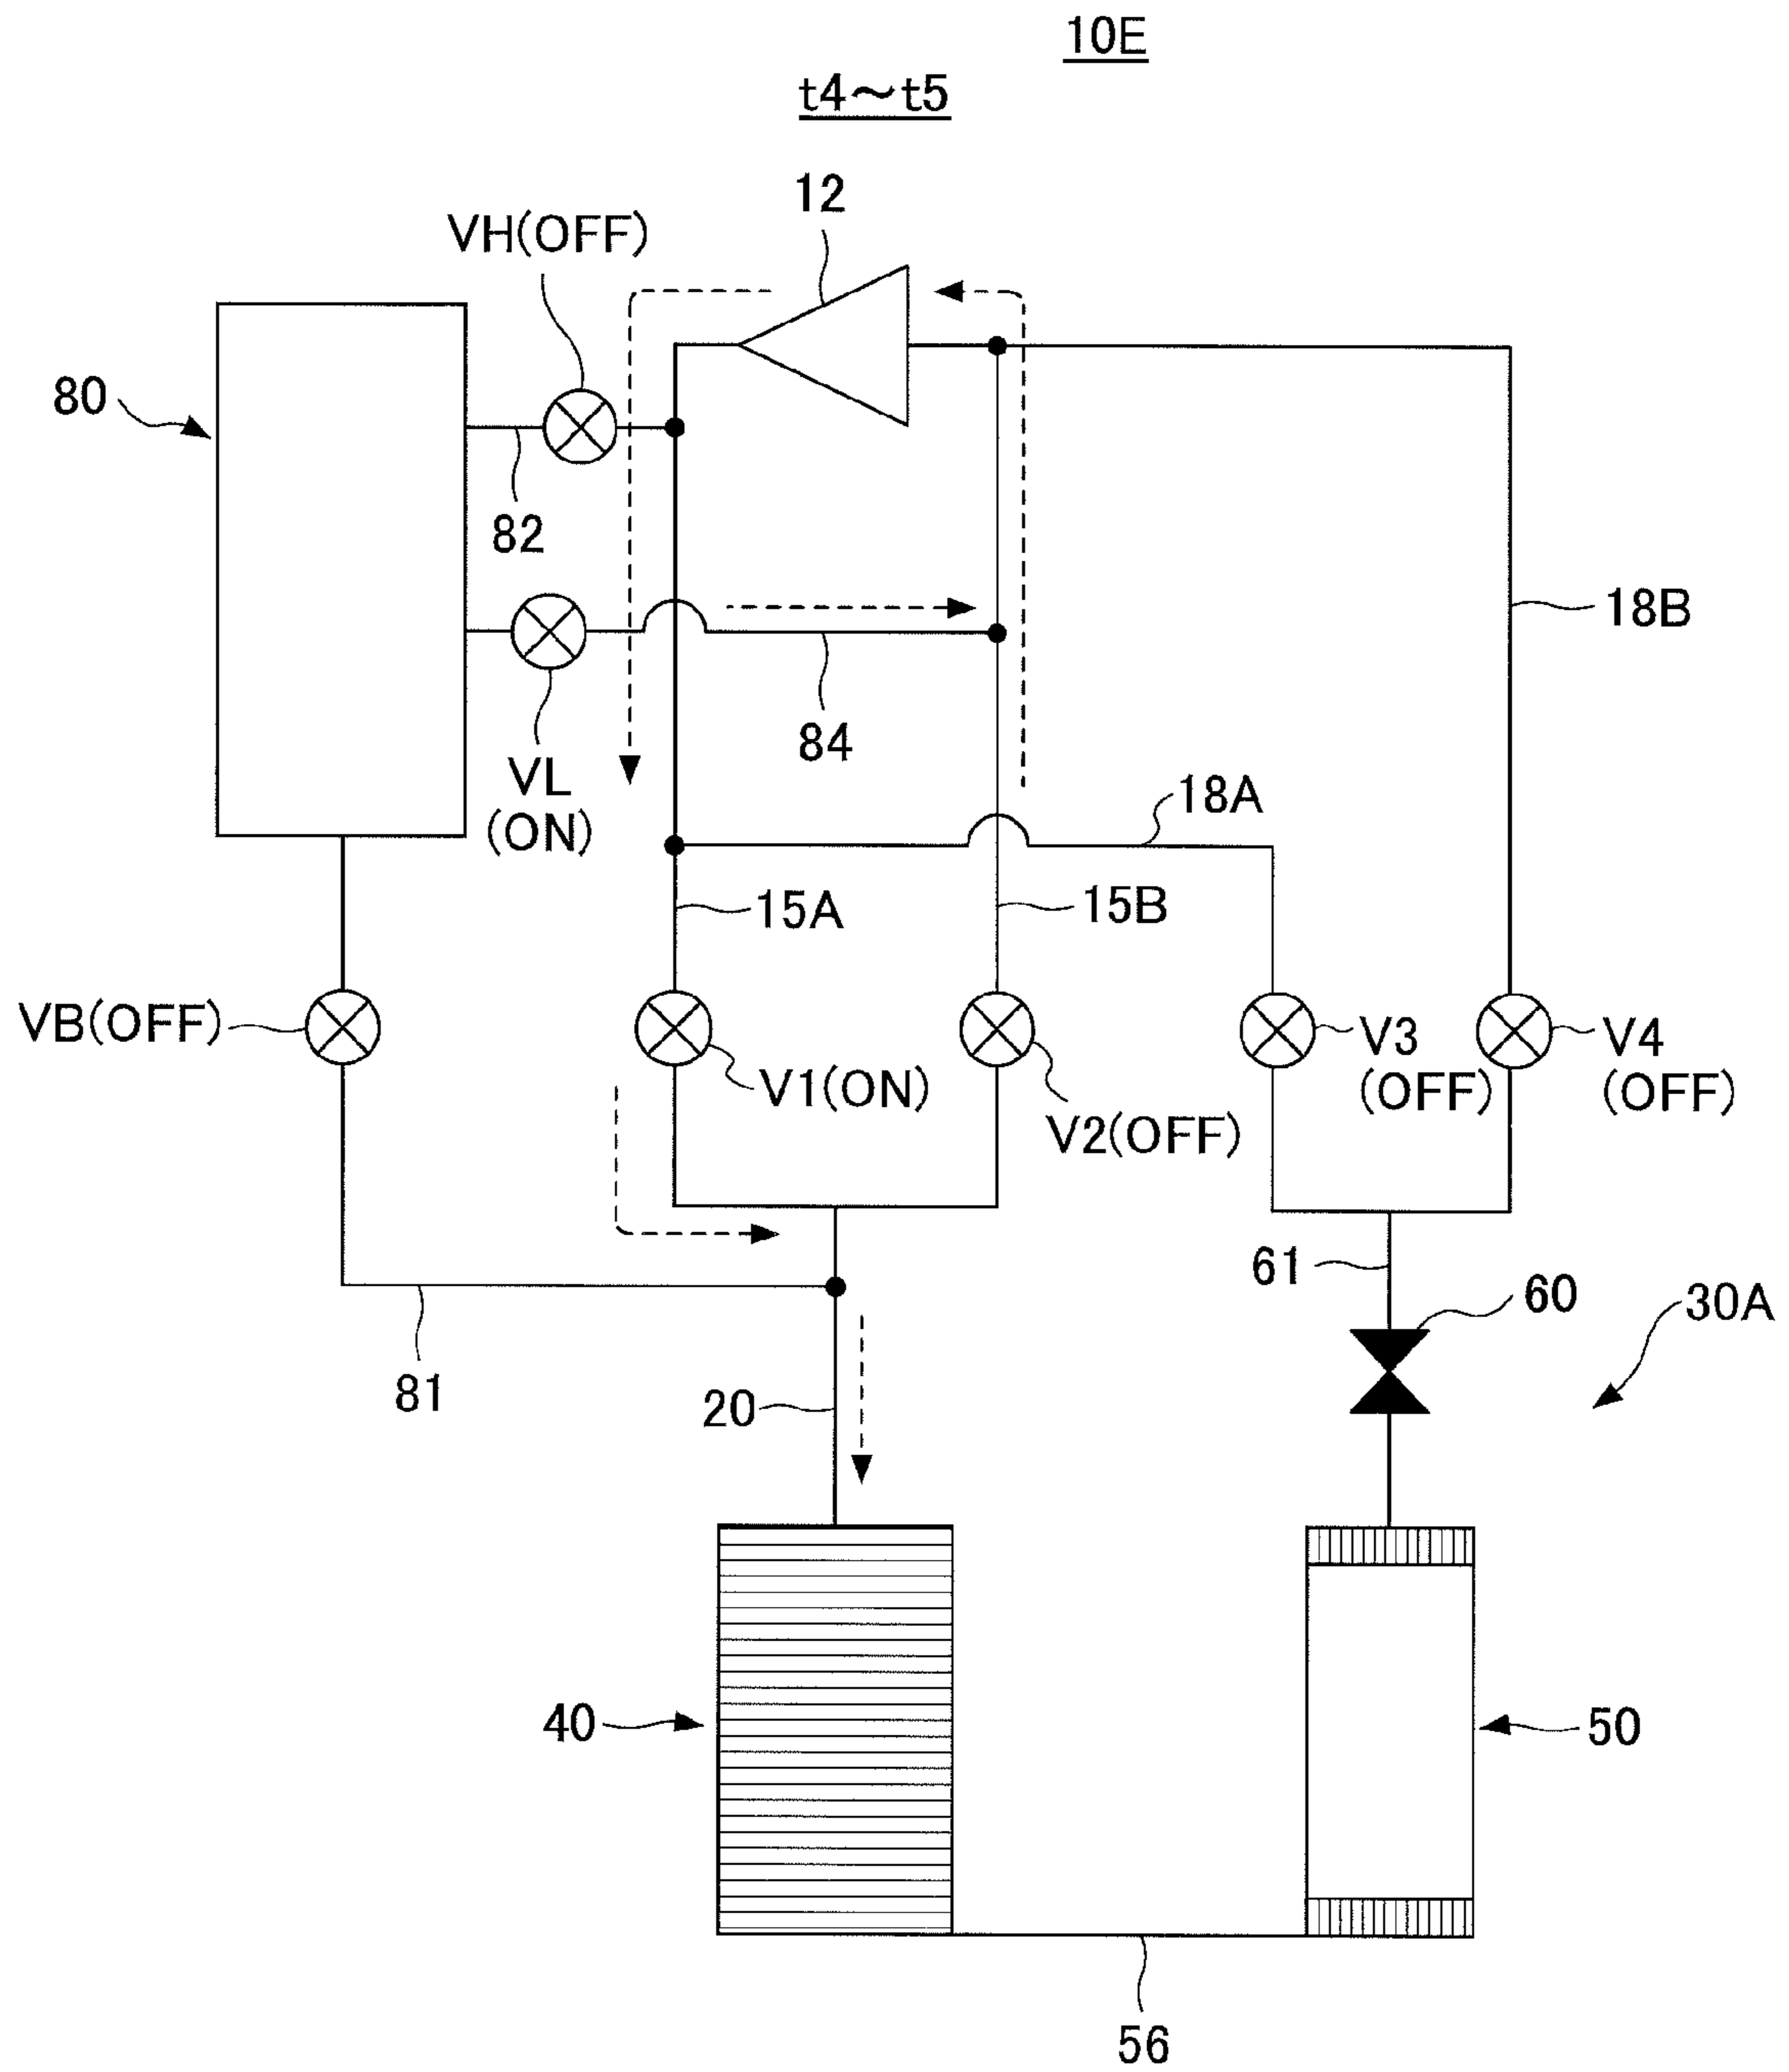 10E
t4～t5
12
VH(OFF)
80
82
18B
84
VL
(ON)
18A
15A
15B
VB(OFF)
V1(ON)
V2(OFF)
V3
(OFF)
V4
(OFF)
61
60
30A
81
20
40
50
56